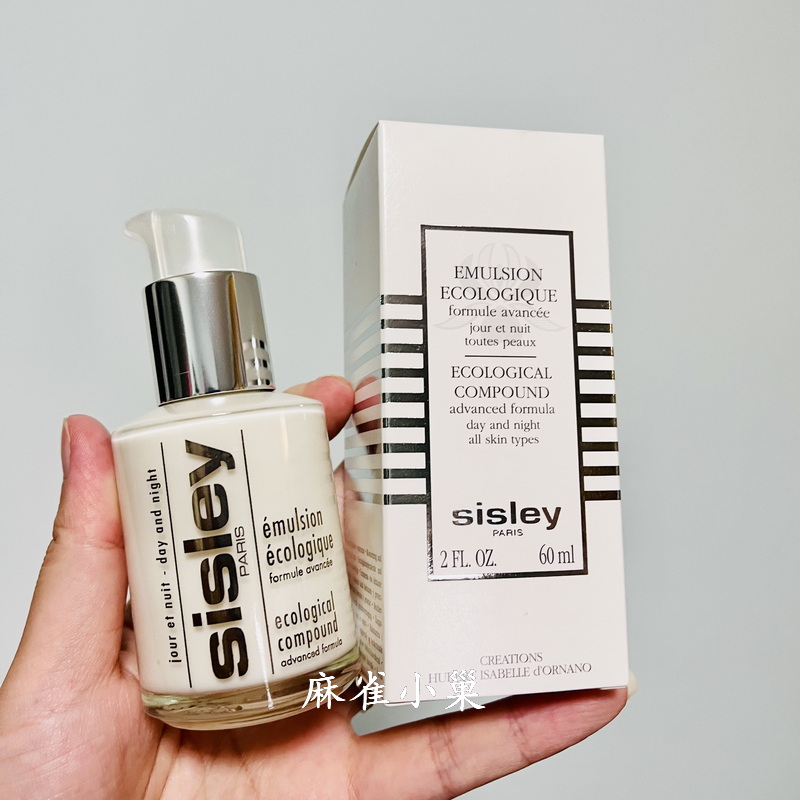 jour et nuit - day and night
sisley
PARIS
émulsion
écologique
formule avancée
ecological
compound
advanced formula
EMULSION
ECOLOGIQUE
formule avancée
jour et nuit
toutes peaux
ECOLOGICAL
COMPOUND
advanced formula
day and night
all skin types
sisley
PARIS
2 FL. OZ. 60 ml
CREATIONS
ISABELLE d'ORNANO
麻雀小巢